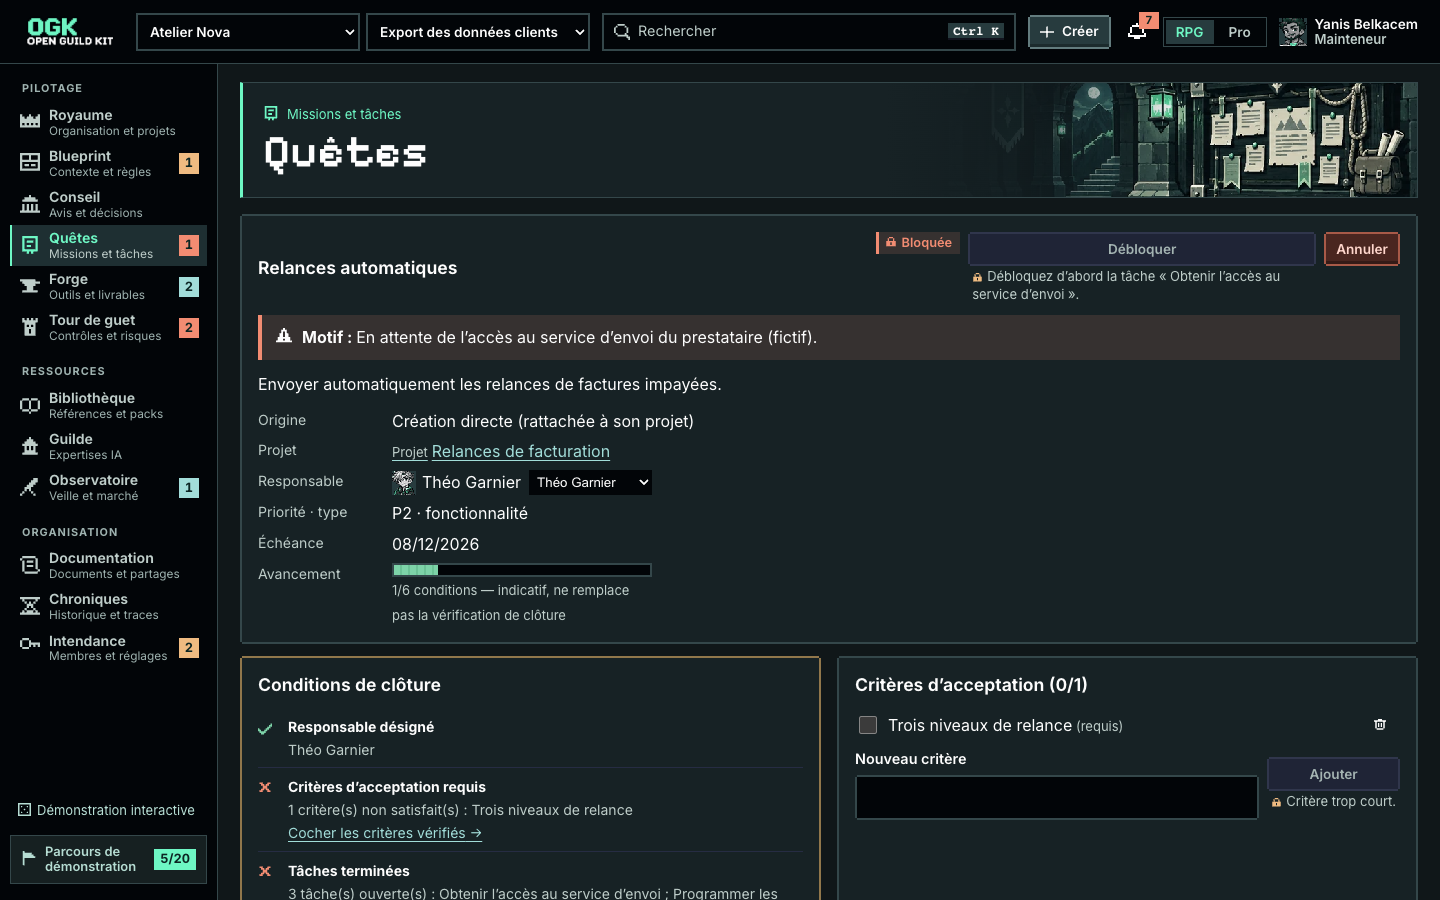 OGK
OPEN GUILD KIT
Atelier Nova
Export des données clients
Rechercher
Ctrl K
Créer
7
RPG
Pro
Yanis Belkacem
Mainteneur
PILOTAGE
Royaume
Organisation et projets
Blueprint
Contexte et règles
1
Conseil
Avis et décisions
Quêtes
Missions et tâches
1
Forge
Outils et livrables
2
Tour de guet
Contrôles et risques
2
RESSOURCES
Bibliothèque
Références et packs
Guilde
Expertises IA
Observatoire
Veille et marché
1
ORGANISATION
Documentation
Documents et partages
Chroniques
Historique et traces
Intendance
Membres et réglages
2
Démonstration interactive
Parcours de
démonstration
5/20
Missions et tâches
Quêtes
Relances automatiques
Bloquée
Débloquer
Annuler
Débloquez d’abord la tâche « Obtenir l’accès au
service d’envoi ».
Motif : En attente de l’accès au service d’envoi du prestataire (fictif).
Envoyer automatiquement les relances de factures impayées.
Origine
Création directe (rattachée à son projet)
Projet
Projet Relances de facturation
Responsable
Théo Garnier
Théo Garnier
Priorité · type
P2 · fonctionnalité
Échéance
08/12/2026
Avancement
1/6 conditions — indicatif, ne remplace
pas la vérification de clôture
Conditions de clôture
Responsable désigné
Théo Garnier
Critères d’acceptation requis
1 critère(s) non satisfait(s) : Trois niveaux de relance
Cocher les critères vérifiés →
Tâches terminées
3 tâche(s) ouverte(s) : Obtenir l’accès au service d’envoi ; Programmer les
Critères d’acceptation (0/1)
Trois niveaux de relance (requis)
Nouveau critère
Ajouter
Critère trop court.